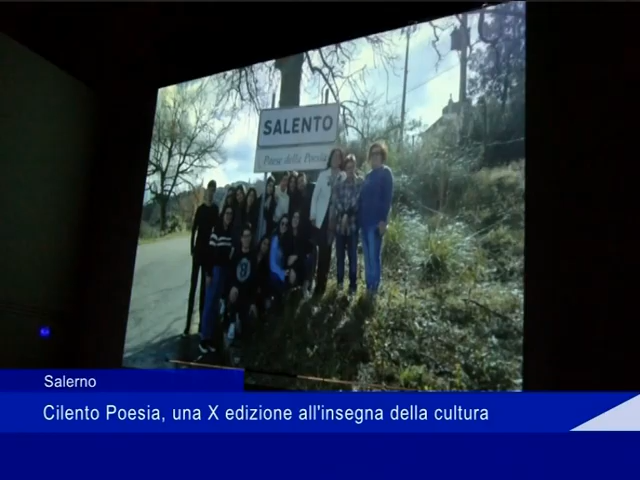 SALENTO
Paese della Poesia
Salerno
Cilento Poesia, una X edizione all'insegna della cultura